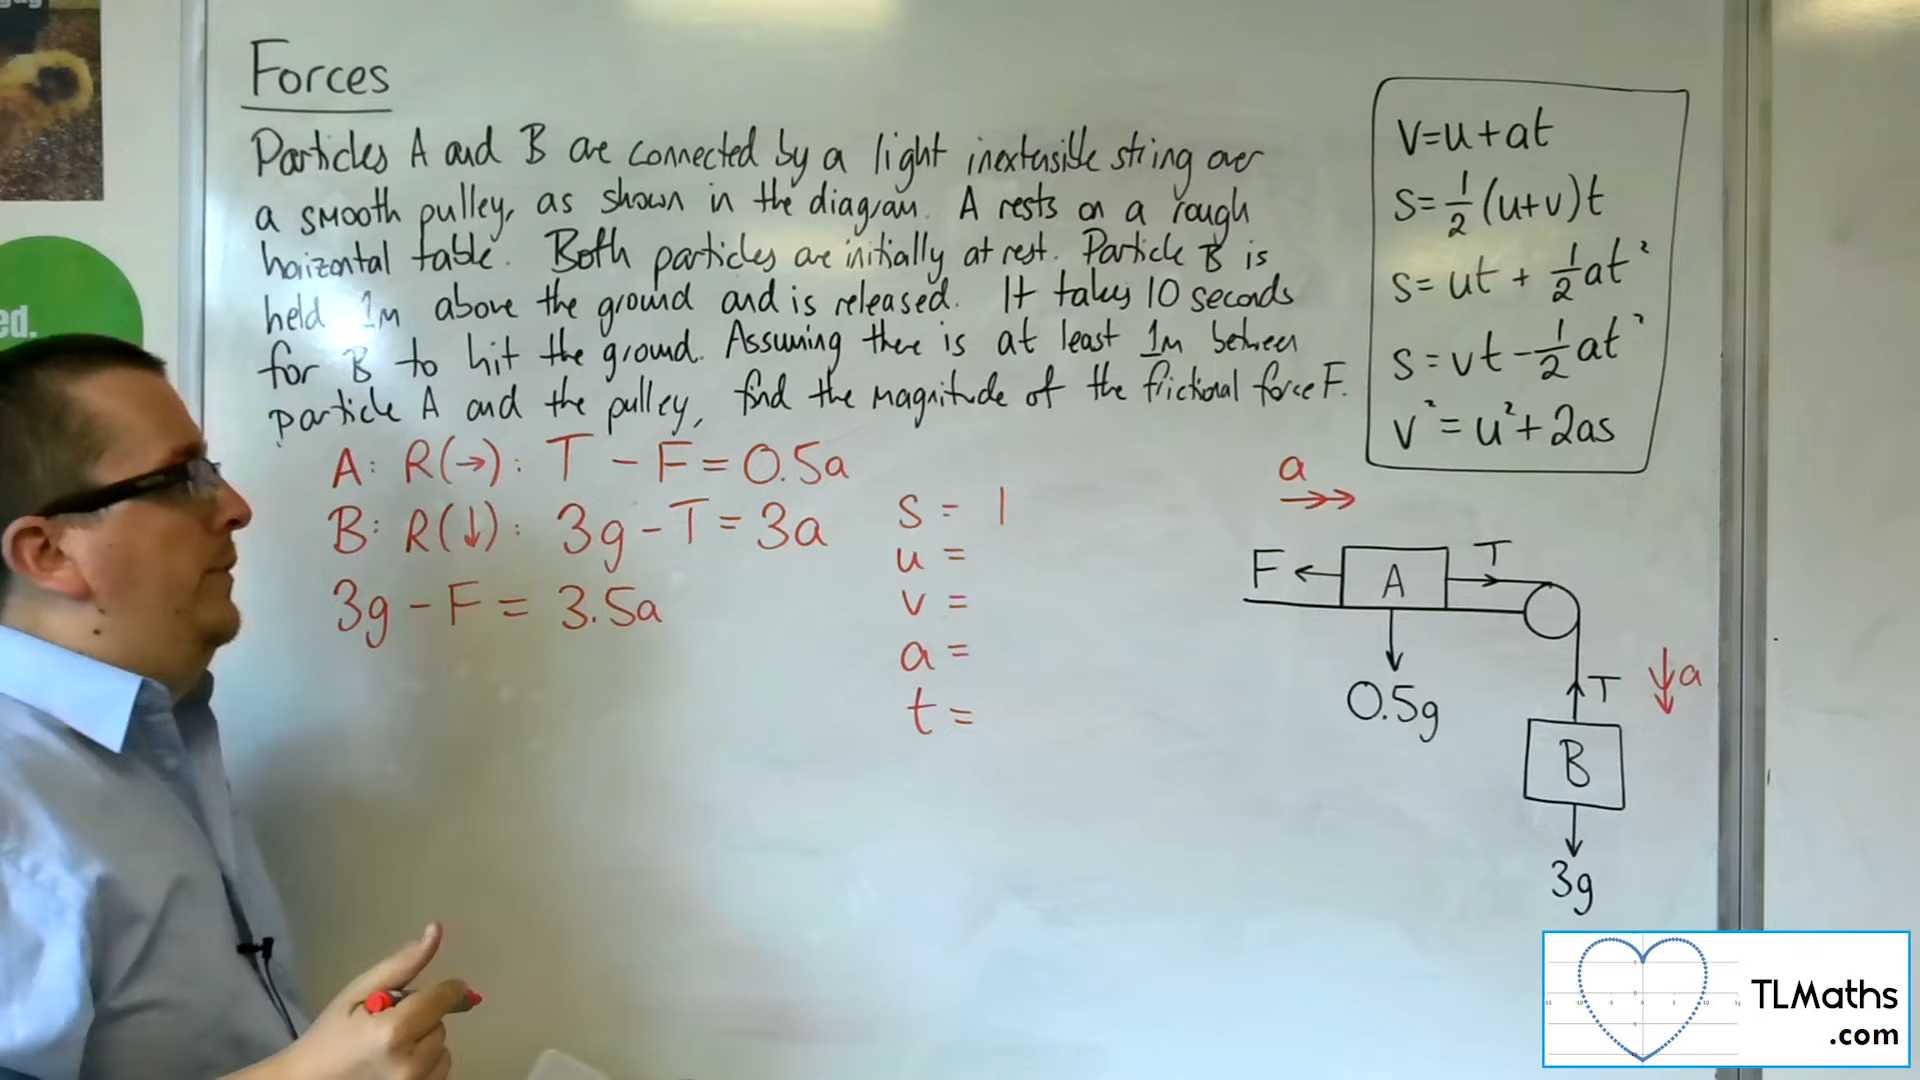 Forces
Particles A and B are connected by a light inextensible string over
a smooth pulley, as shown in the diagram. A rests on a rough
horizontal table. Both particles are initially at rest. Particle B is
held 1m above the ground and is released. It takes 10 seconds
for B to hit the ground. Assuming there is at least 1m between
particle A and the pulley, find the magnitude of the frictional force F.
A: R(→): T - F = 0.5a
B: R(↓): 3g - T = 3a
3g - F = 3.5a
s = 1
u =
v =
a =
t =
v=u+at
s=½(u+v)t
s=ut + ½at²
s=vt-½at²
v²=u²+2as
a
F
A
T
0.5g
T
a
B
3g
ed.
TLMaths
.com